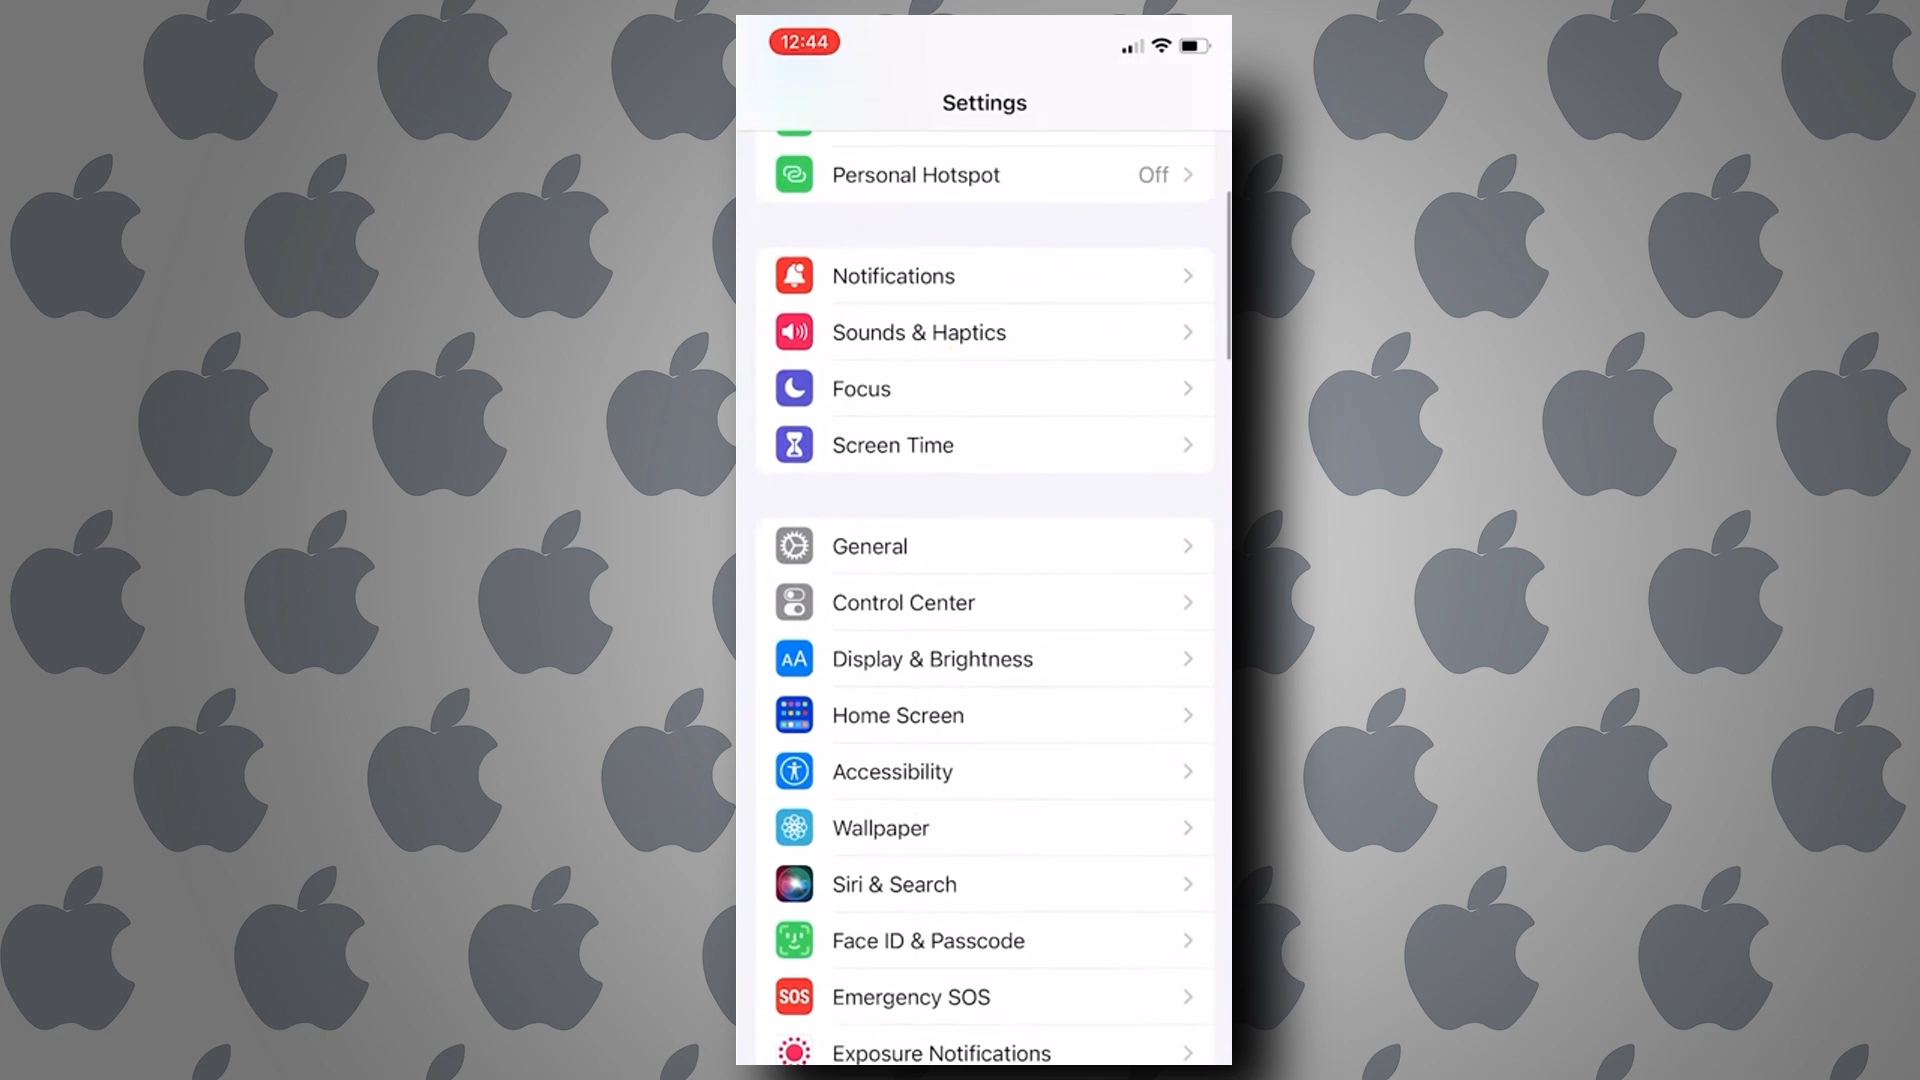 12:44
Settings
Personal Hotspot Off
Notifications
Sounds & Haptics
Focus
Screen Time
General
Control Center
AA Display & Brightness
Home Screen
Accessibility
Wallpaper
Siri & Search
Face ID & Passcode
SOS Emergency SOS
Exposure Notifications